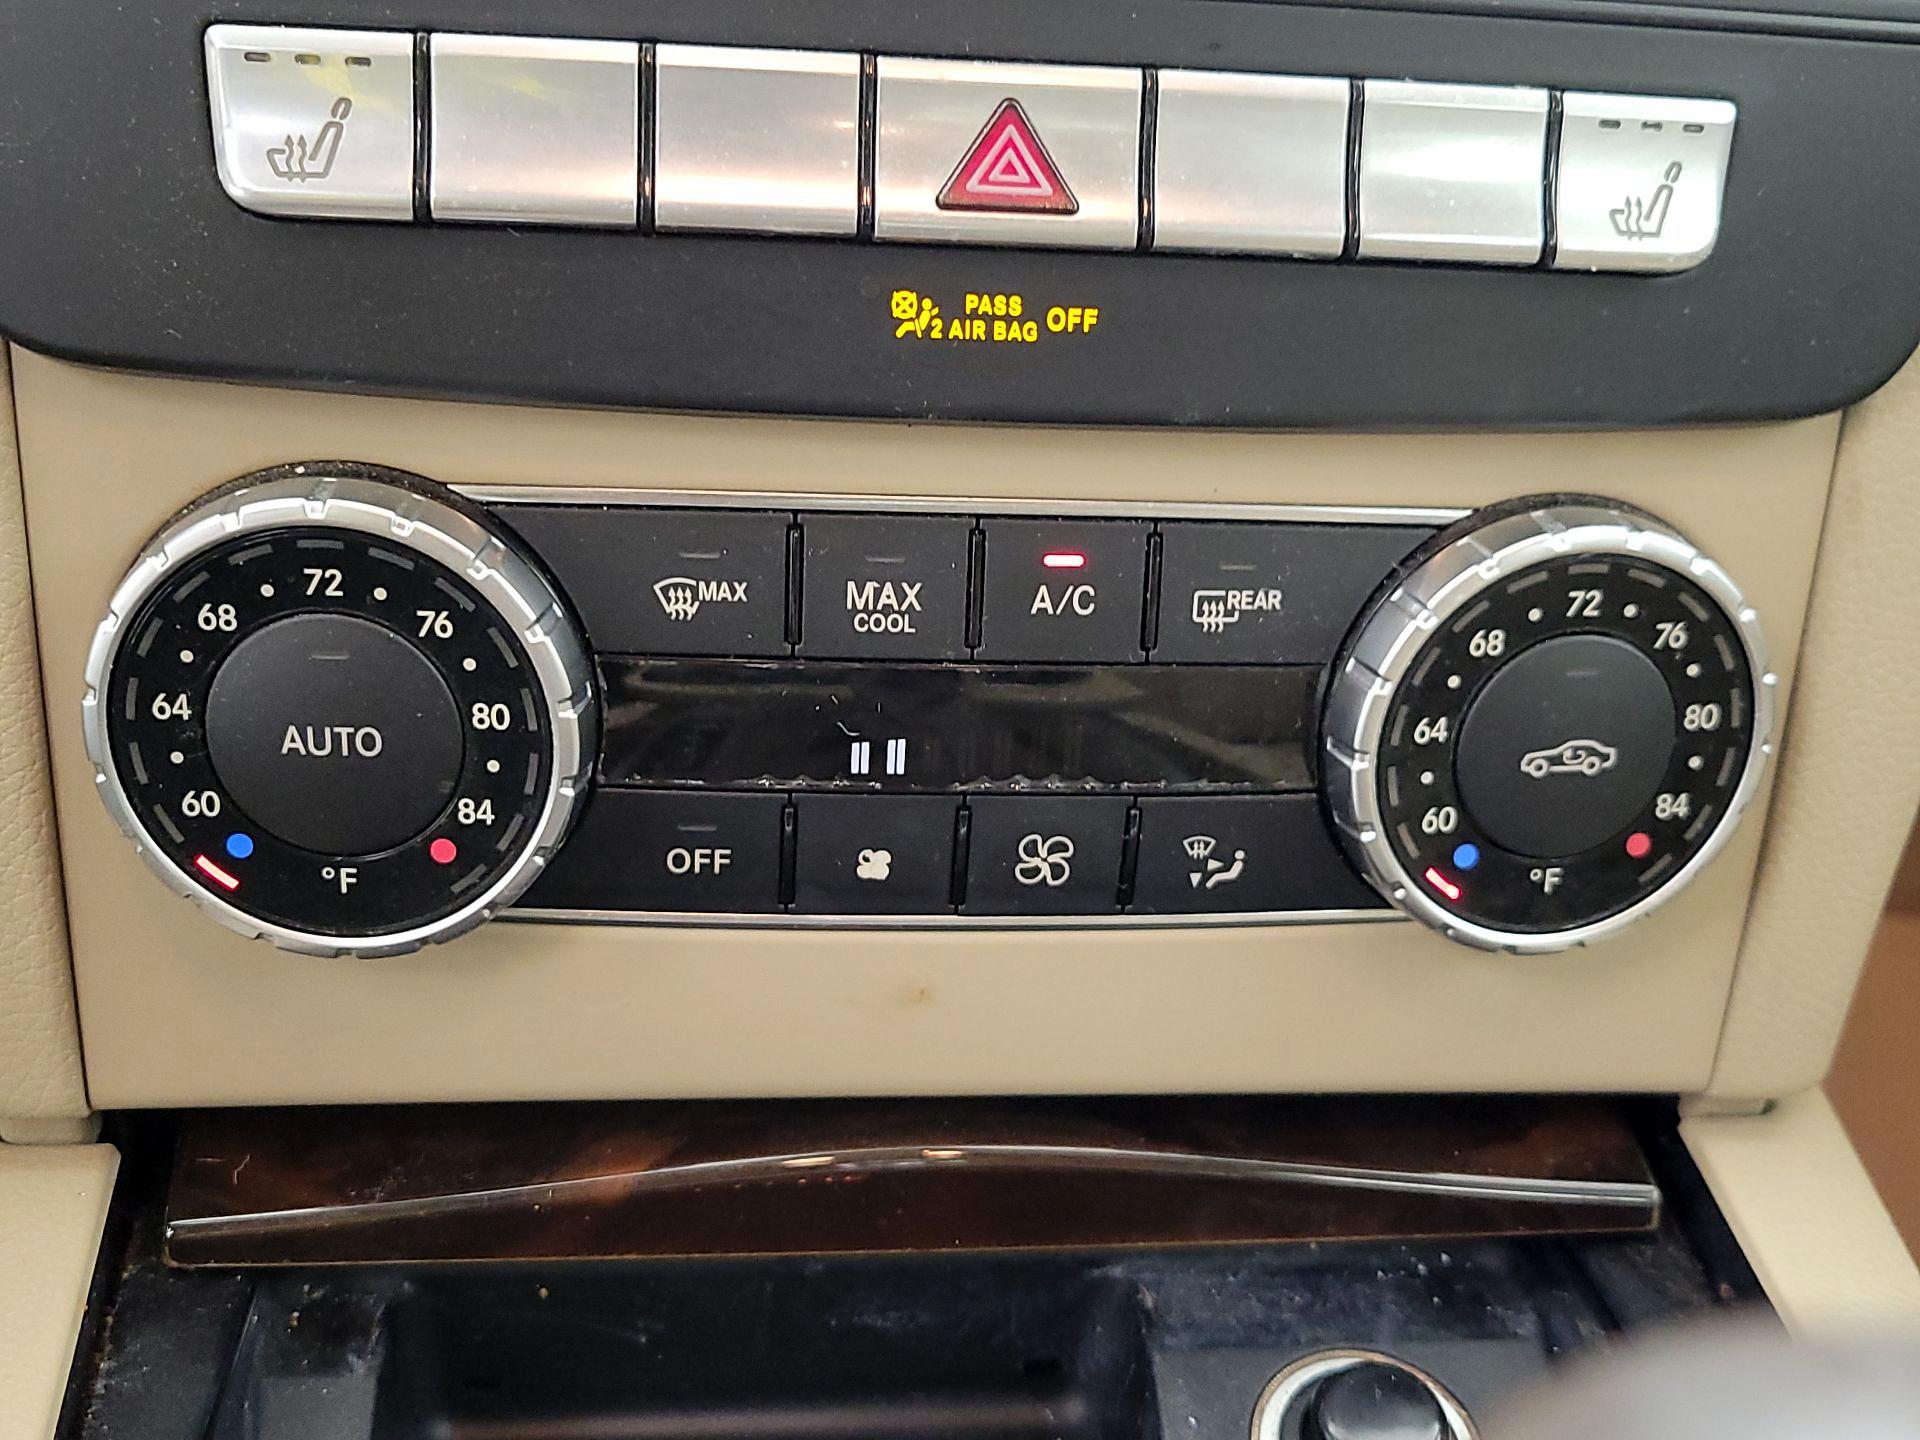 PASS
2 AIR BAG OFF
60 64 68 72 76 80 84
°F
AUTO
MAX
MAX
COOL
A/C
REAR
OFF
60 64 68 72 76 80 84
°F